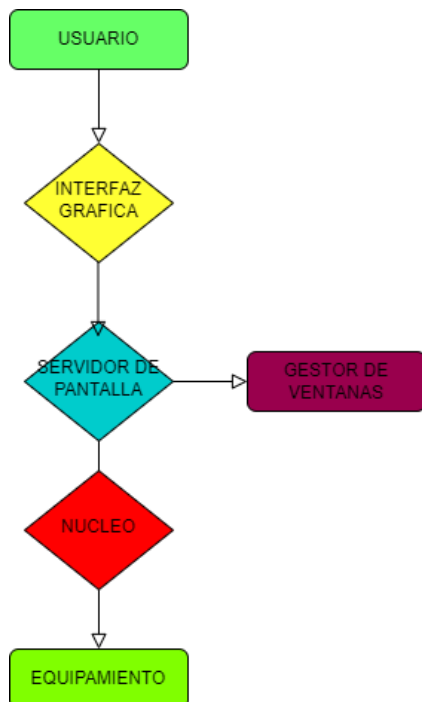 USUARIO
INTERFAZ
GRAFICA
SERVIDOR DE
PANTALLA
GESTOR DE
VENTANAS
NUCLEO
EQUIPAMIENTO